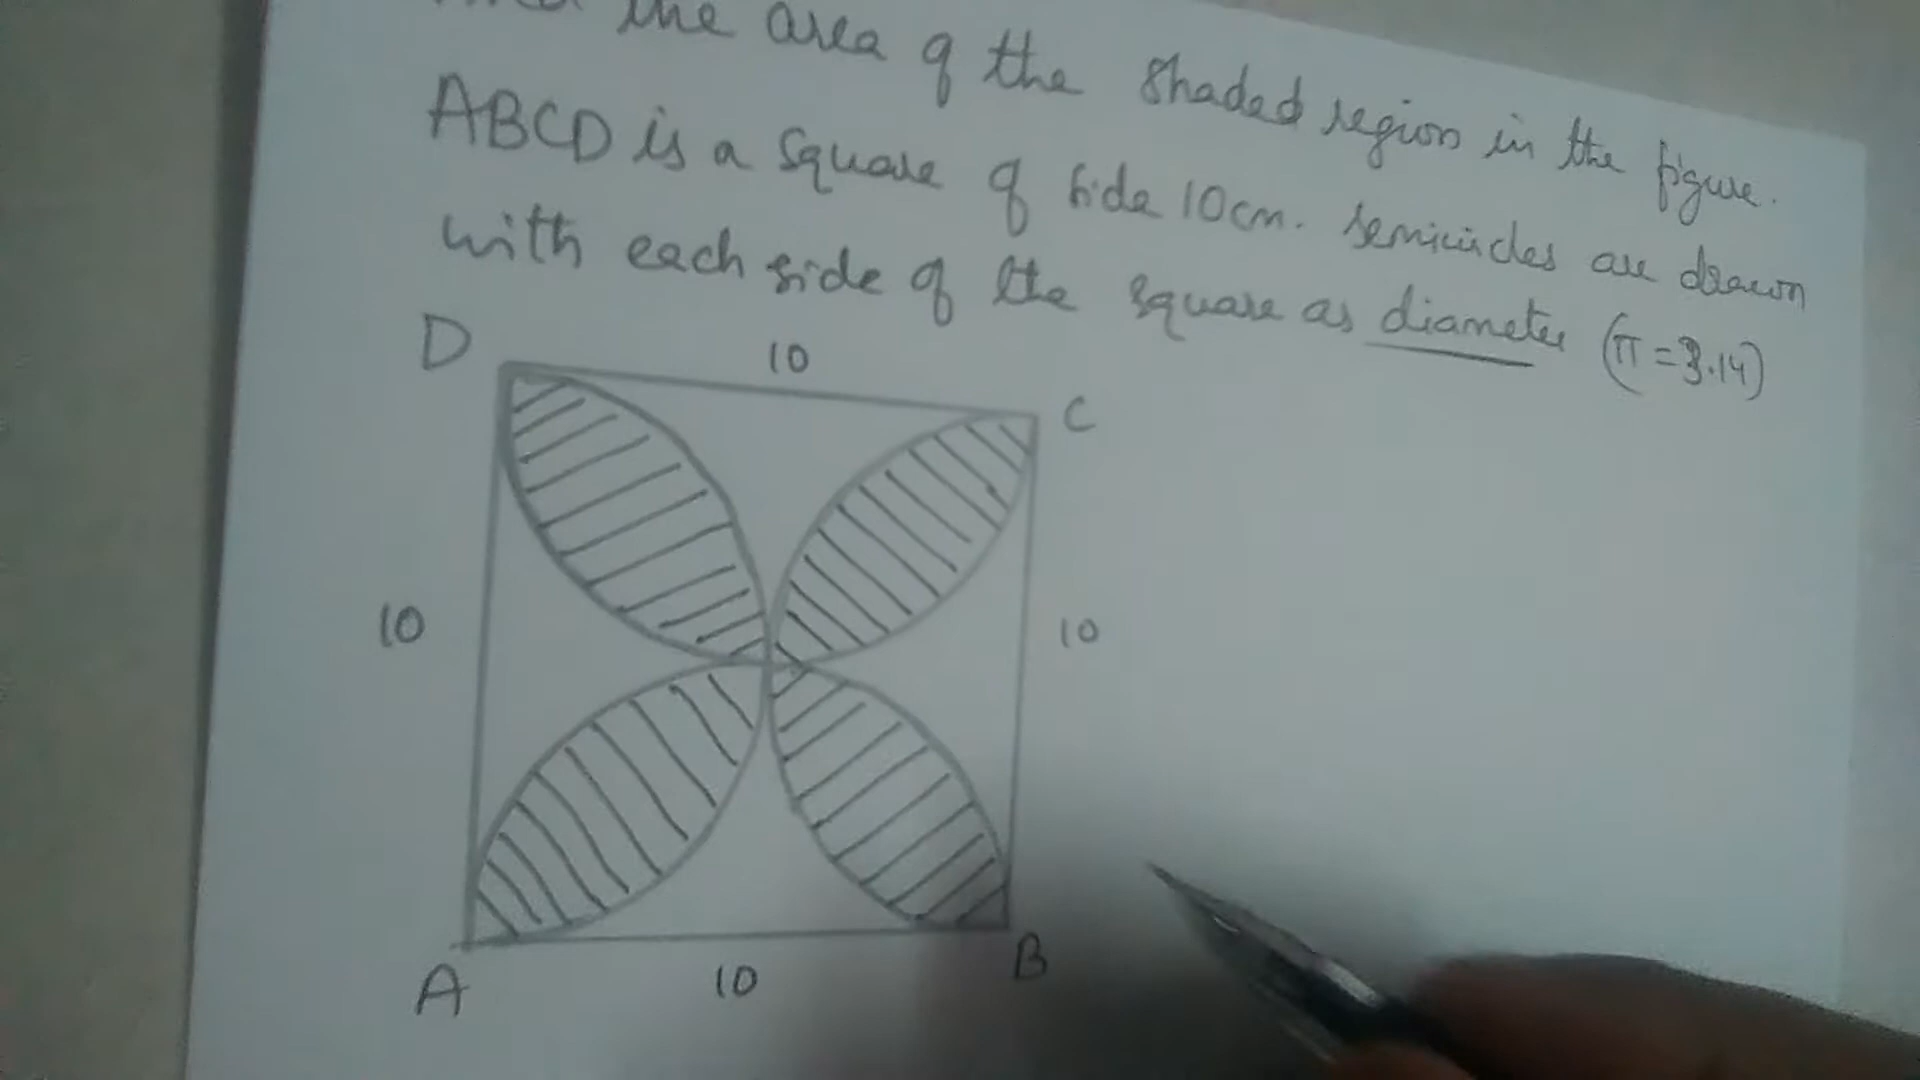 the area of the shaded region in the figure.
ABCD is a square of side 10cm. semicircles are drawn
with each side of the square as diameter (π = 3.14)
D
10
C
10
10
A
10
B